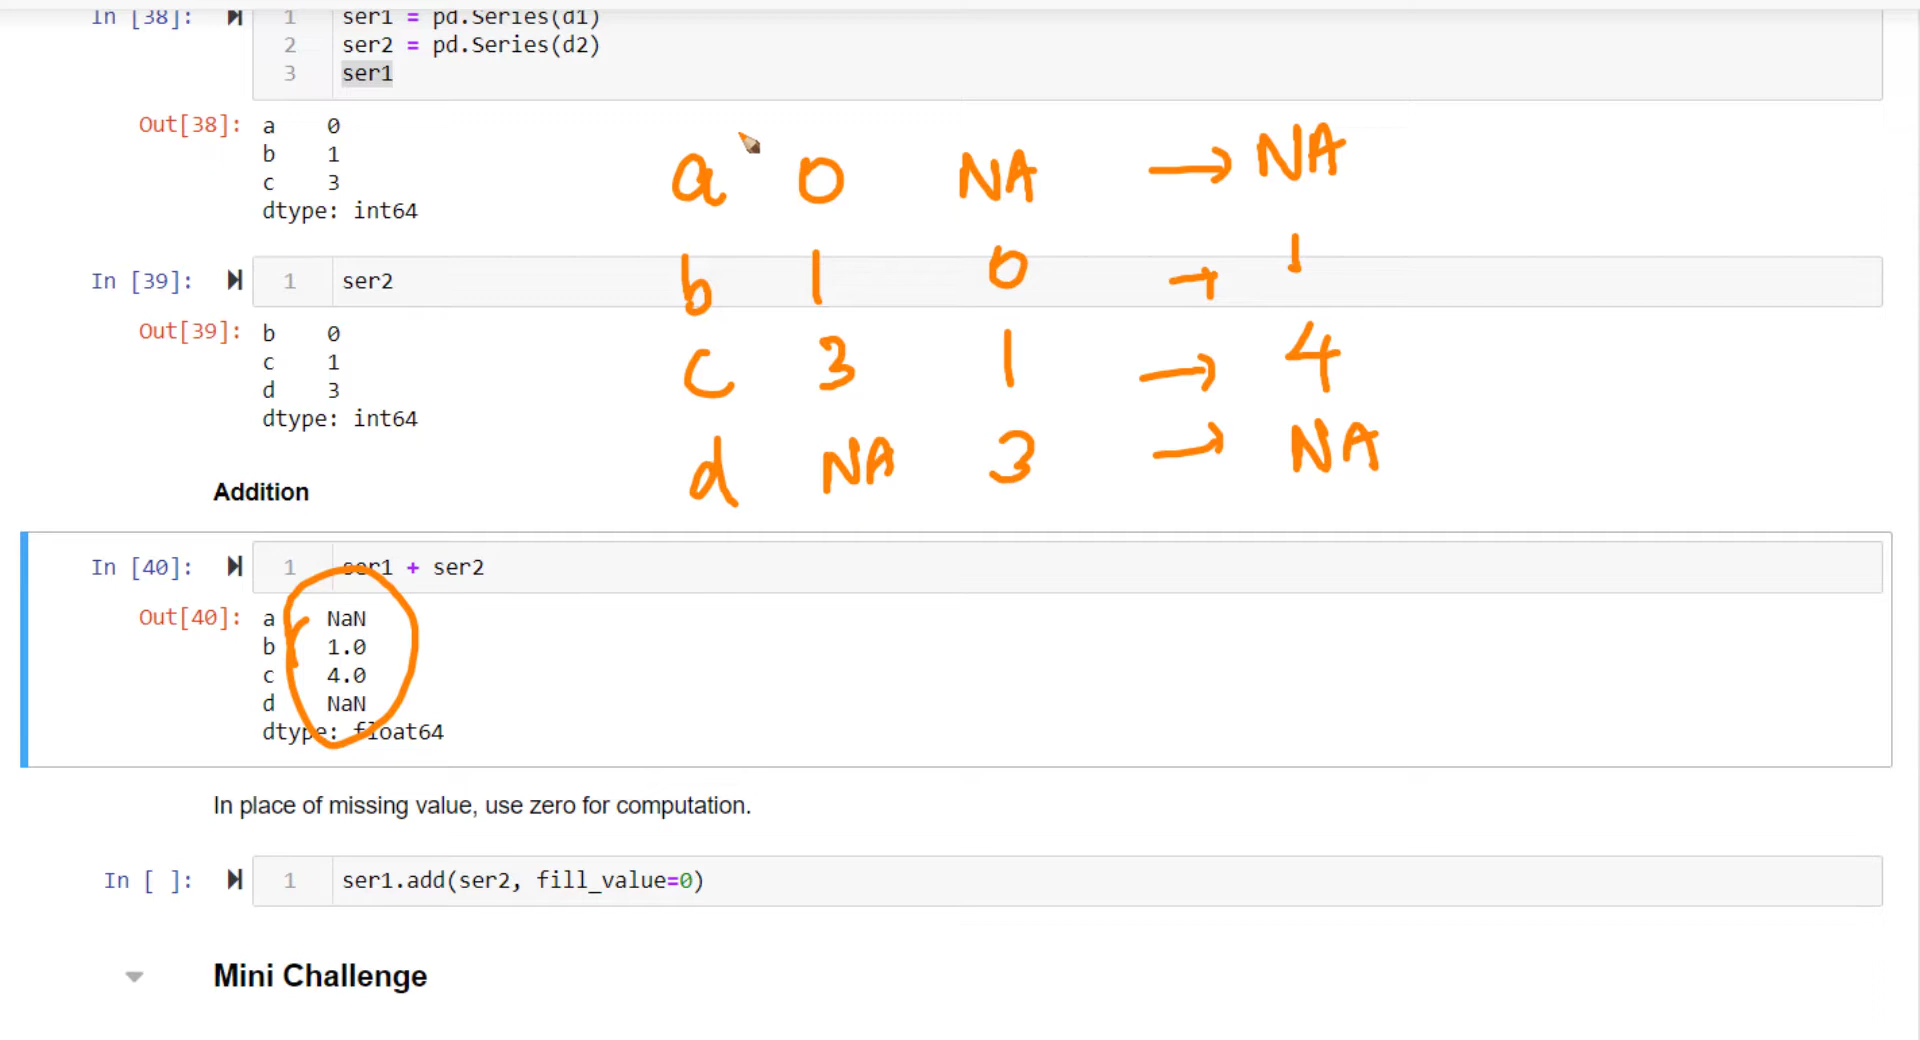 In [38]: 1 ser1 = pd.Series(d1)
2 ser2 = pd.Series(d2)
3 ser1
Out[38]: a 0
b 1
c 3
dtype: int64
a 0 NA → NA
b 1 0 → 1
c 3 1 → 4
d NA 3 → NA
In [39]: 1 ser2
Out[39]: b 0
c 1
d 3
dtype: int64
Addition
In [40]: 1 ser1 + ser2
Out[40]: a NaN
b 1.0
c 4.0
d NaN
dtype: float64
In place of missing value, use zero for computation.
In [ ]: 1 ser1.add(ser2, fill_value=0)
Mini Challenge